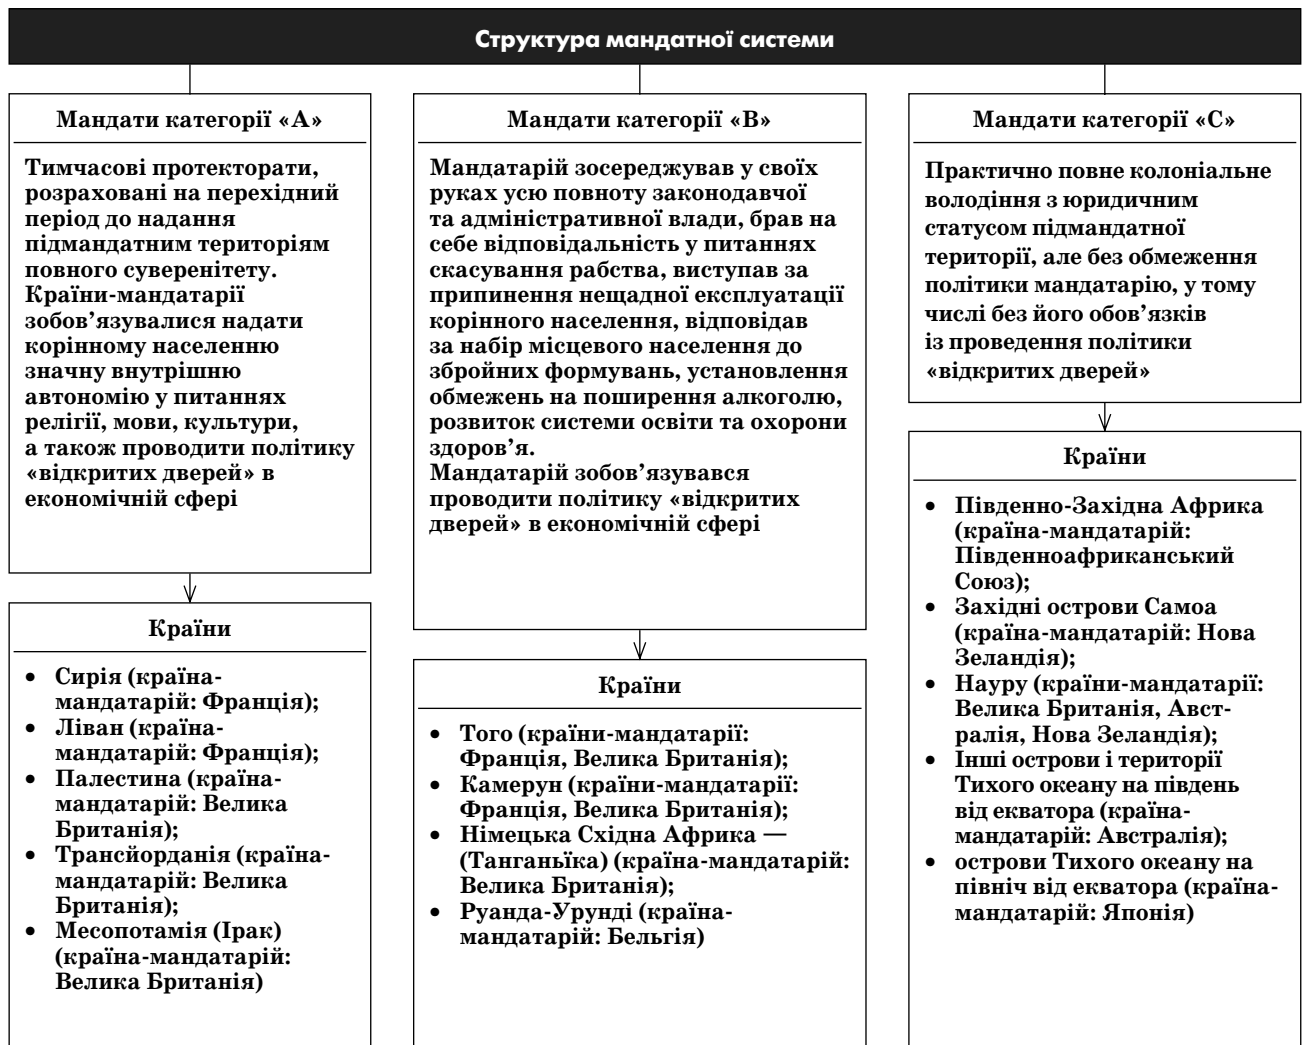 Структура мандатної системи
Мандати категорії «А»
Тимчасові протекторати,
розраховані на перехідний
період до надання
підмандатним територіям
повного суверенітету.
Країни-мандатарії
зобов’язувалися надати
корінному населенню
значну внутрішню
автономію у питаннях
релігії, мови, культури,
а також проводити політику
«відкритих дверей» в
економічній сфері
Країни
• Сирія (країна-
мандатарій: Франція);
• Ліван (країна-
мандатарій: Франція);
• Палестина (країна-
мандатарій: Велика
Британія);
• Трансйорданія (країна-
мандатарій: Велика
Британія);
• Месопотамія (Ірак)
(країна-мандатарій:
Велика Британія)
Мандати категорії «В»
Мандатарій зосереджував у своїх
руках усю повноту законодавчої
та адміністративної влади, брав на
себе відповідальність у питаннях
скасування рабства, виступав за
припинення нещадної експлуатації
корінного населення, відповідав
за набір місцевого населення до
збройних формувань, установлення
обмежень на поширення алкоголю,
розвиток системи освіти та охорони
здоров’я.
Мандатарій зобов’язувався
проводити політику «відкритих
дверей» в економічній сфері
Країни
• Того (країни-мандатарії:
Франція, Велика Британія);
• Камерун (країни-мандатарії:
Франція, Велика Британія);
• Німецька Східна Африка —
(Танганьїка) (країна-мандатарій:
Велика Британія);
• Руанда-Урунді (країна-
мандатарій: Бельгія)
Мандати категорії «С»
Практично повне колоніальне
володіння з юридичним
статусом підмандатної
території, але без обмеження
політики мандатарію, у тому
числі без його обов’язків
із проведення політики
«відкритих дверей»
Країни
• Південно-Західна Африка
(країна-мандатарій:
Південноафриканський
Союз);
• Західні острови Самоа
(країна-мандатарій: Нова
Зеландія);
• Науру (країни-мандатарії:
Велика Британія, Авст-
ралія, Нова Зеландія);
• Інші острови і території
Тихого океану на південь
від екватора (країна-
мандатарій: Австралія);
• острови Тихого океану на
північ від екватора (країна-
мандатарій: Японія)